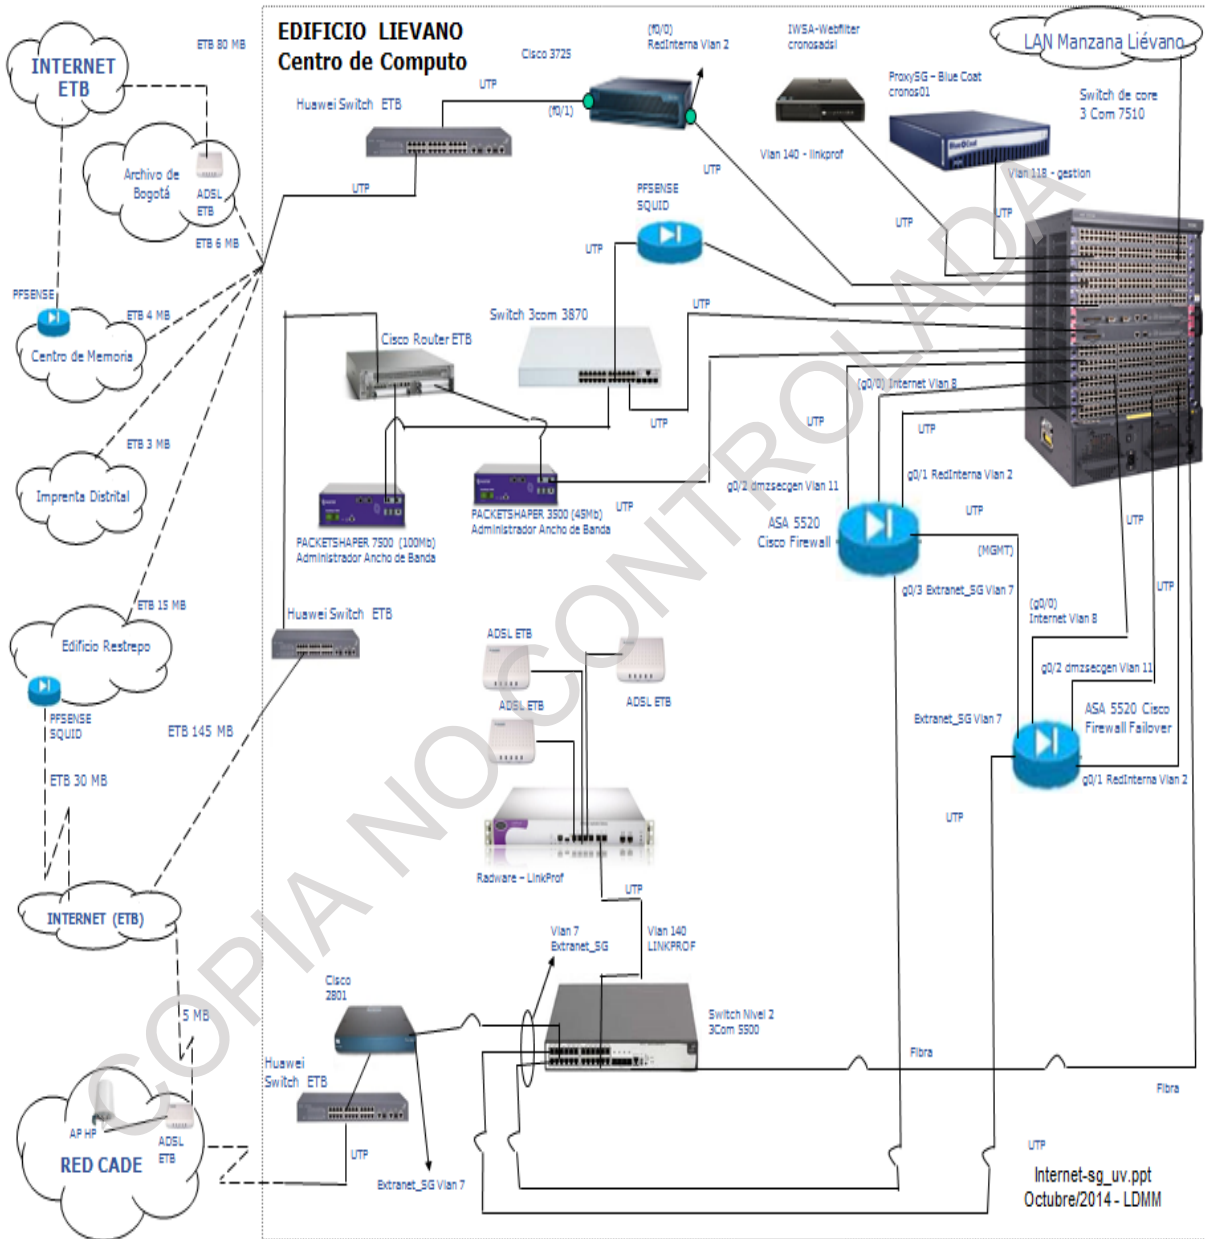 EDIFICIO LIEVANO
Centro de Computo
INTERNET
ETB
ETB 80 MB
Archivo de
Bogotá
ADSL
ETB
ETB 6 MB
PFSENSE
ETB 4 MB
Centro de Memoria
ETB 3 MB
Imprenta Distrital
ETB 15 MB
Edificio Restrepo
PFSENSE
SQUID
ETB 30 MB
ETB 145 MB
INTERNET (ETB)
5 MB
AP HP
ADSL
ETB
RED CADE
Huawei Switch ETB
UTP
UTP
Cisco 3725
(f0/1)
(f0/0)
RedInterna Vlan 2
IWSA-Webfilter
cronosadsl
Vlan 140 - linkprof
ProxySG – Blue Coat
cronos01
Blue Coat
Vlan 118 - gestion
LAN Manzana Liévano
Switch de core
3 Com 7510
UTP
UTP
UTP
PFSENSE
SQUID
UTP
UTP
Switch 3com 3870
UTP
Cisco Router ETB
PACKETSHAPER 7500 (100Mb)
Administrador Ancho de Banda
PACKETSHAPER 3500 (45Mb)
Administrador Ancho de Banda
UTP
(g0/0) Internet Vlan 8
UTP
UTP
g0/1 RedInterna Vlan 2
g0/2 dmzsecgen Vlan 11
UTP
ASA 5520
Cisco Firewall
(MGMT)
g0/3 Extranet_SG Vlan 7
UTP
UTP
(g0/0)
Internet Vlan 8
g0/2 dmzsecgen Vlan 11
Extranet_SG Vlan 7
ASA 5520 Cisco
Firewall Failover
g0/1 RedInterna Vlan 2
UTP
Huawei Switch ETB
ADSL ETB
ADSL ETB
ADSL ETB
Radware – LinkProf
UTP
Vlan 7
Extranet_SG
Vlan 140
LINKPROF
Cisco
2801
Switch Nivel 2
3Com 5500
Huawei
Switch ETB
UTP
Extranet_SG Vlan 7
Fibra
Fibra
UTP
Internet-sg_uv.ppt
Octubre/2014 - LDMM
COPIA NO CONTROLADA